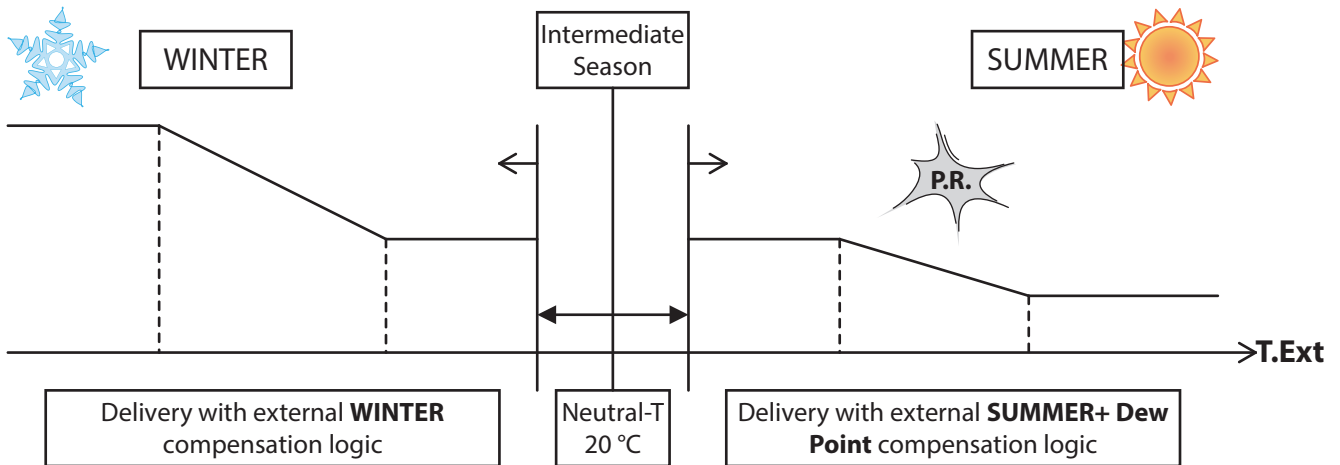 WINTER
Intermediate
Season
SUMMER
P.R.
T.Ext
Delivery with external WINTER
compensation logic
Neutral-T
20 °C
Delivery with external SUMMER+ Dew
Point compensation logic